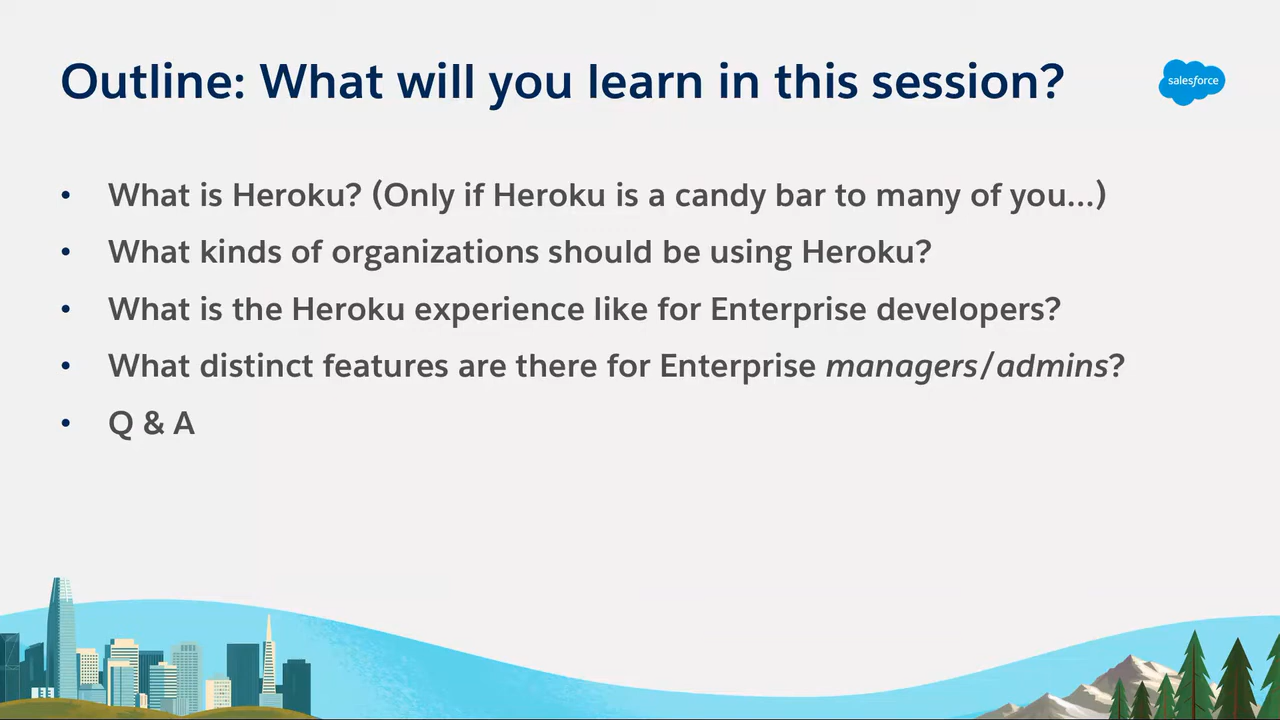 Outline: What will you learn in this session?
salesforce
• What is Heroku? (Only if Heroku is a candy bar to many of you...)
• What kinds of organizations should be using Heroku?
• What is the Heroku experience like for Enterprise developers?
• What distinct features are there for Enterprise managers/admins?
• Q & A